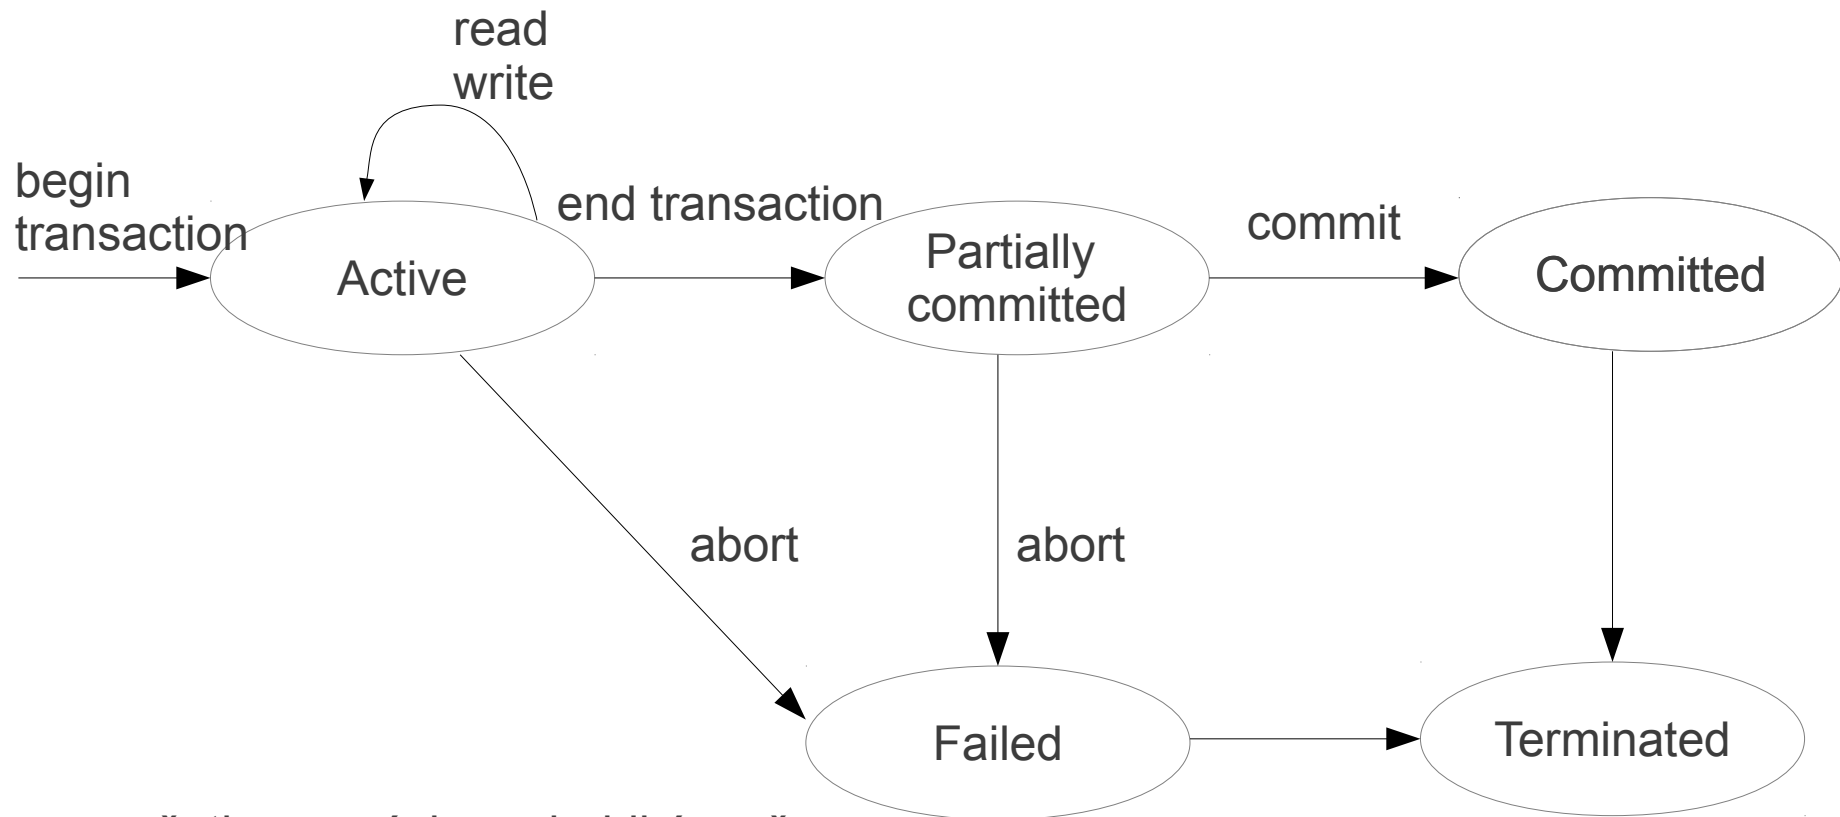 read
write
begin
transaction
end transaction
commit
Active
Partially
committed
Committed
abort
abort
Failed
Terminated